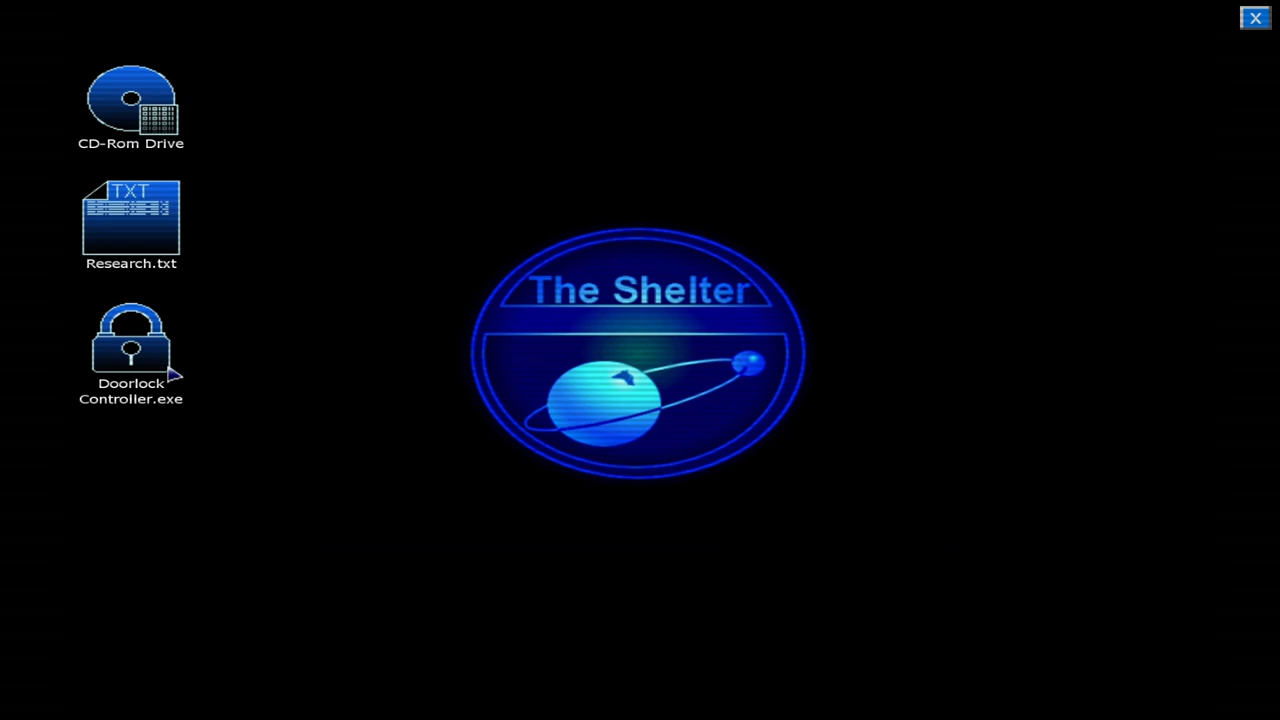 X
CD-Rom Drive
TXT
Research.txt
The Shelter
Doorlock
Controller.exe